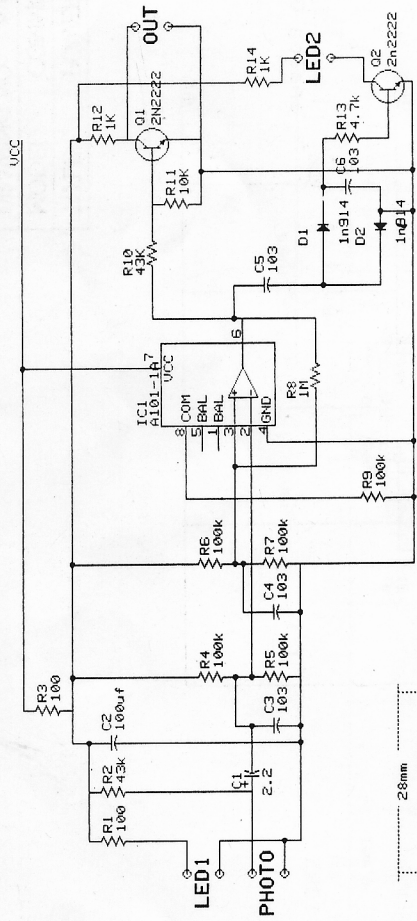 VCC
R3
100
R1
100
R2
43k
C2
100uf
LED1
PHOTO
C1
+
2.2
R4
100k
R5
100k
C3
103
R6
100k
R7
100k
C4
103
R9
100k
IC1
A101-1A
7
VCC
8 COM
5 BAL
1 BAL
3 +
2 -
4 GND
6
R8
1M
R10
43K
R11
10K
R12
1K
Q1
2N2222
OUT
C5
103
D1
1n914
D2
1n914
C6
103
R13
4.7k
R14
1K
LED2
Q2
2n2222
28mm